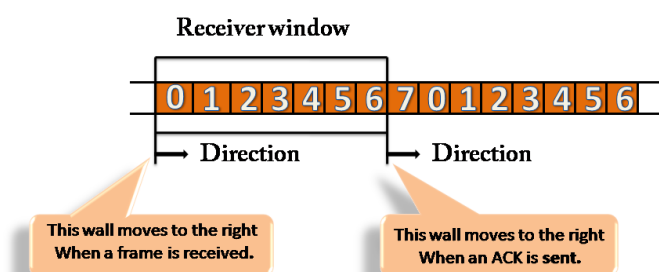 Receiver window
0 1 2 3 4 5 6 7 0 1 2 3 4 5 6
Direction Direction
This wall moves to the right
When a frame is received.
This wall moves to the right
When an ACK is sent.